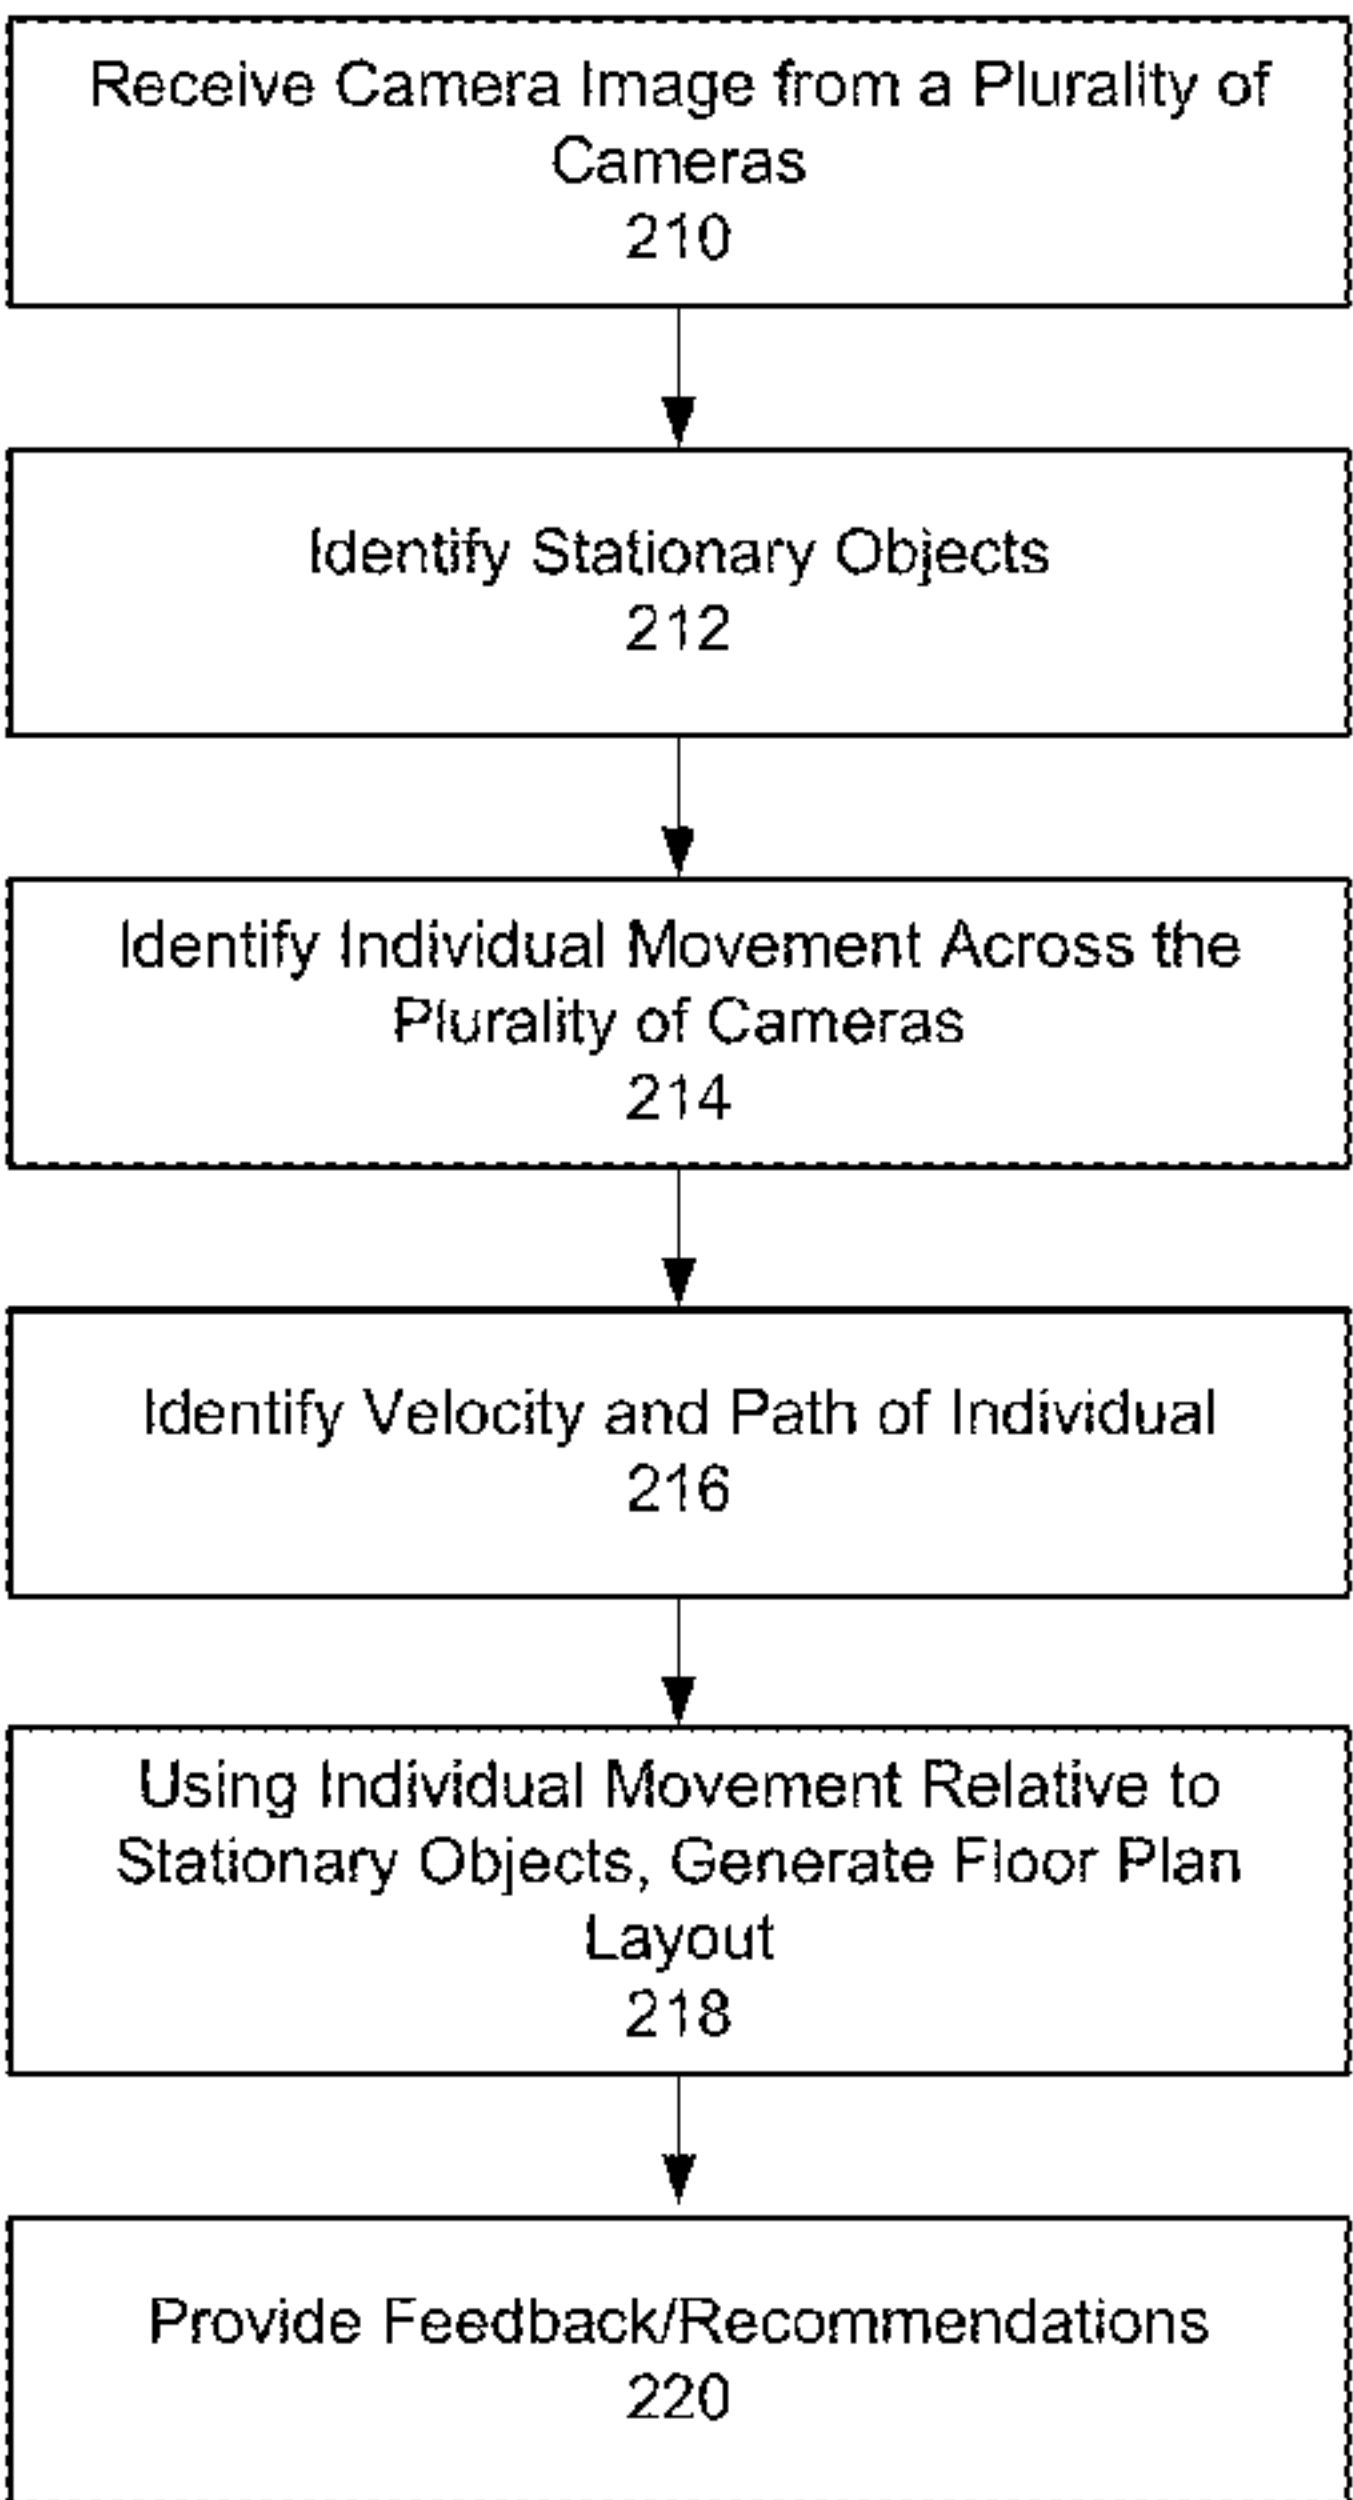 Receive Camera Image from a Plurality of
Cameras
210
Identify Stationary Objects
212
Identify Individual Movement Across the
Plurality of Cameras
214
Identify Velocity and Path of Individual
216
Using Individual Movement Relative to
Stationary Objects, Generate Floor Plan
Layout
218
Provide Feedback/Recommendations
220